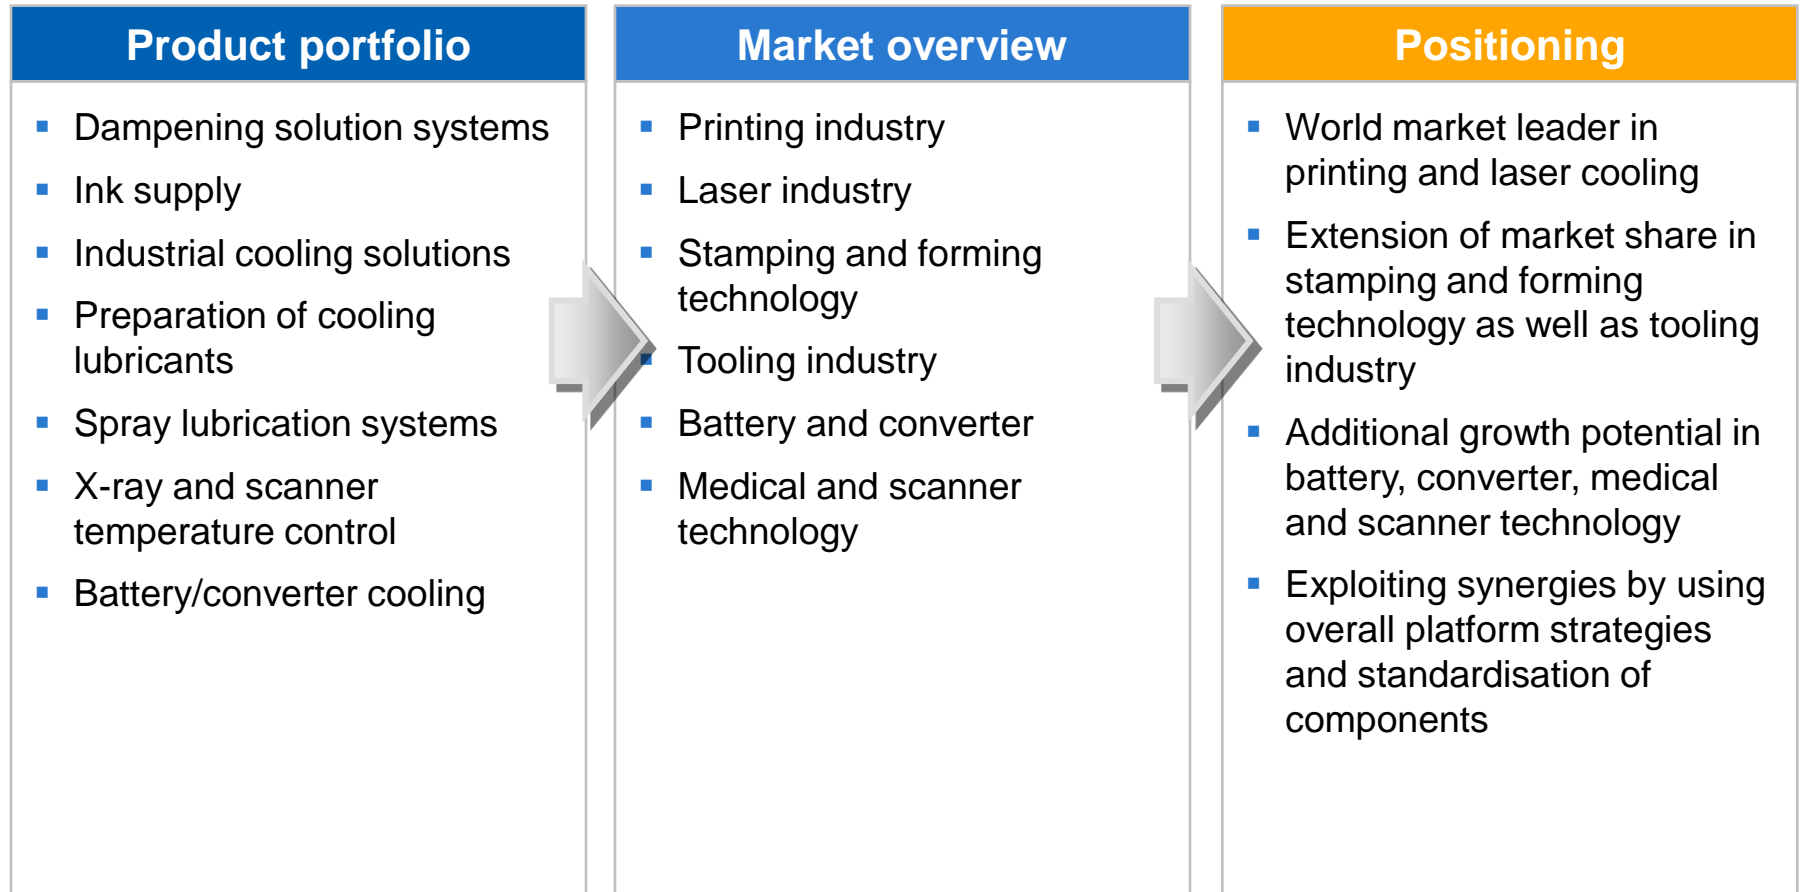 Product portfolio
Dampening solution systems
Ink supply
Industrial cooling solutions
Preparation of cooling
lubricants
Spray lubrication systems
X-ray and scanner
temperature control
Battery/converter cooling
Market overview
Printing industry
Laser industry
Stamping and forming
technology
Tooling industry
Battery and converter
Medical and scanner
technology
Positioning
World market leader in
printing and laser cooling
Extension of market share in
stamping and forming
technology as well as tooling
industry
Additional growth potential in
battery, converter, medical
and scanner technology
Exploiting synergies by using
overall platform strategies
and standardisation of
components